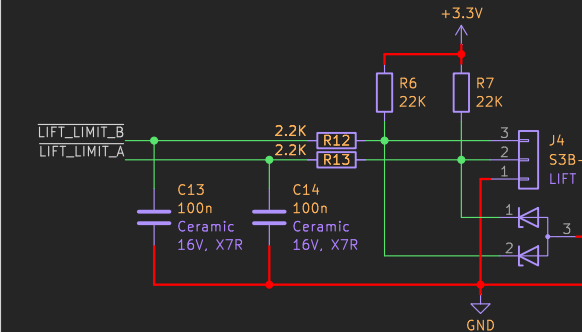 +3.3V
R6
22K
R7
22K
LIFT_LIMIT_B
2.2K
R12
3
J4
LIFT_LIMIT_A
2.2K
R13
2
S3B-
1
LIFT
C13
100n
Ceramic
16V, X7R
C14
100n
Ceramic
16V, X7R
1
3
2
GND